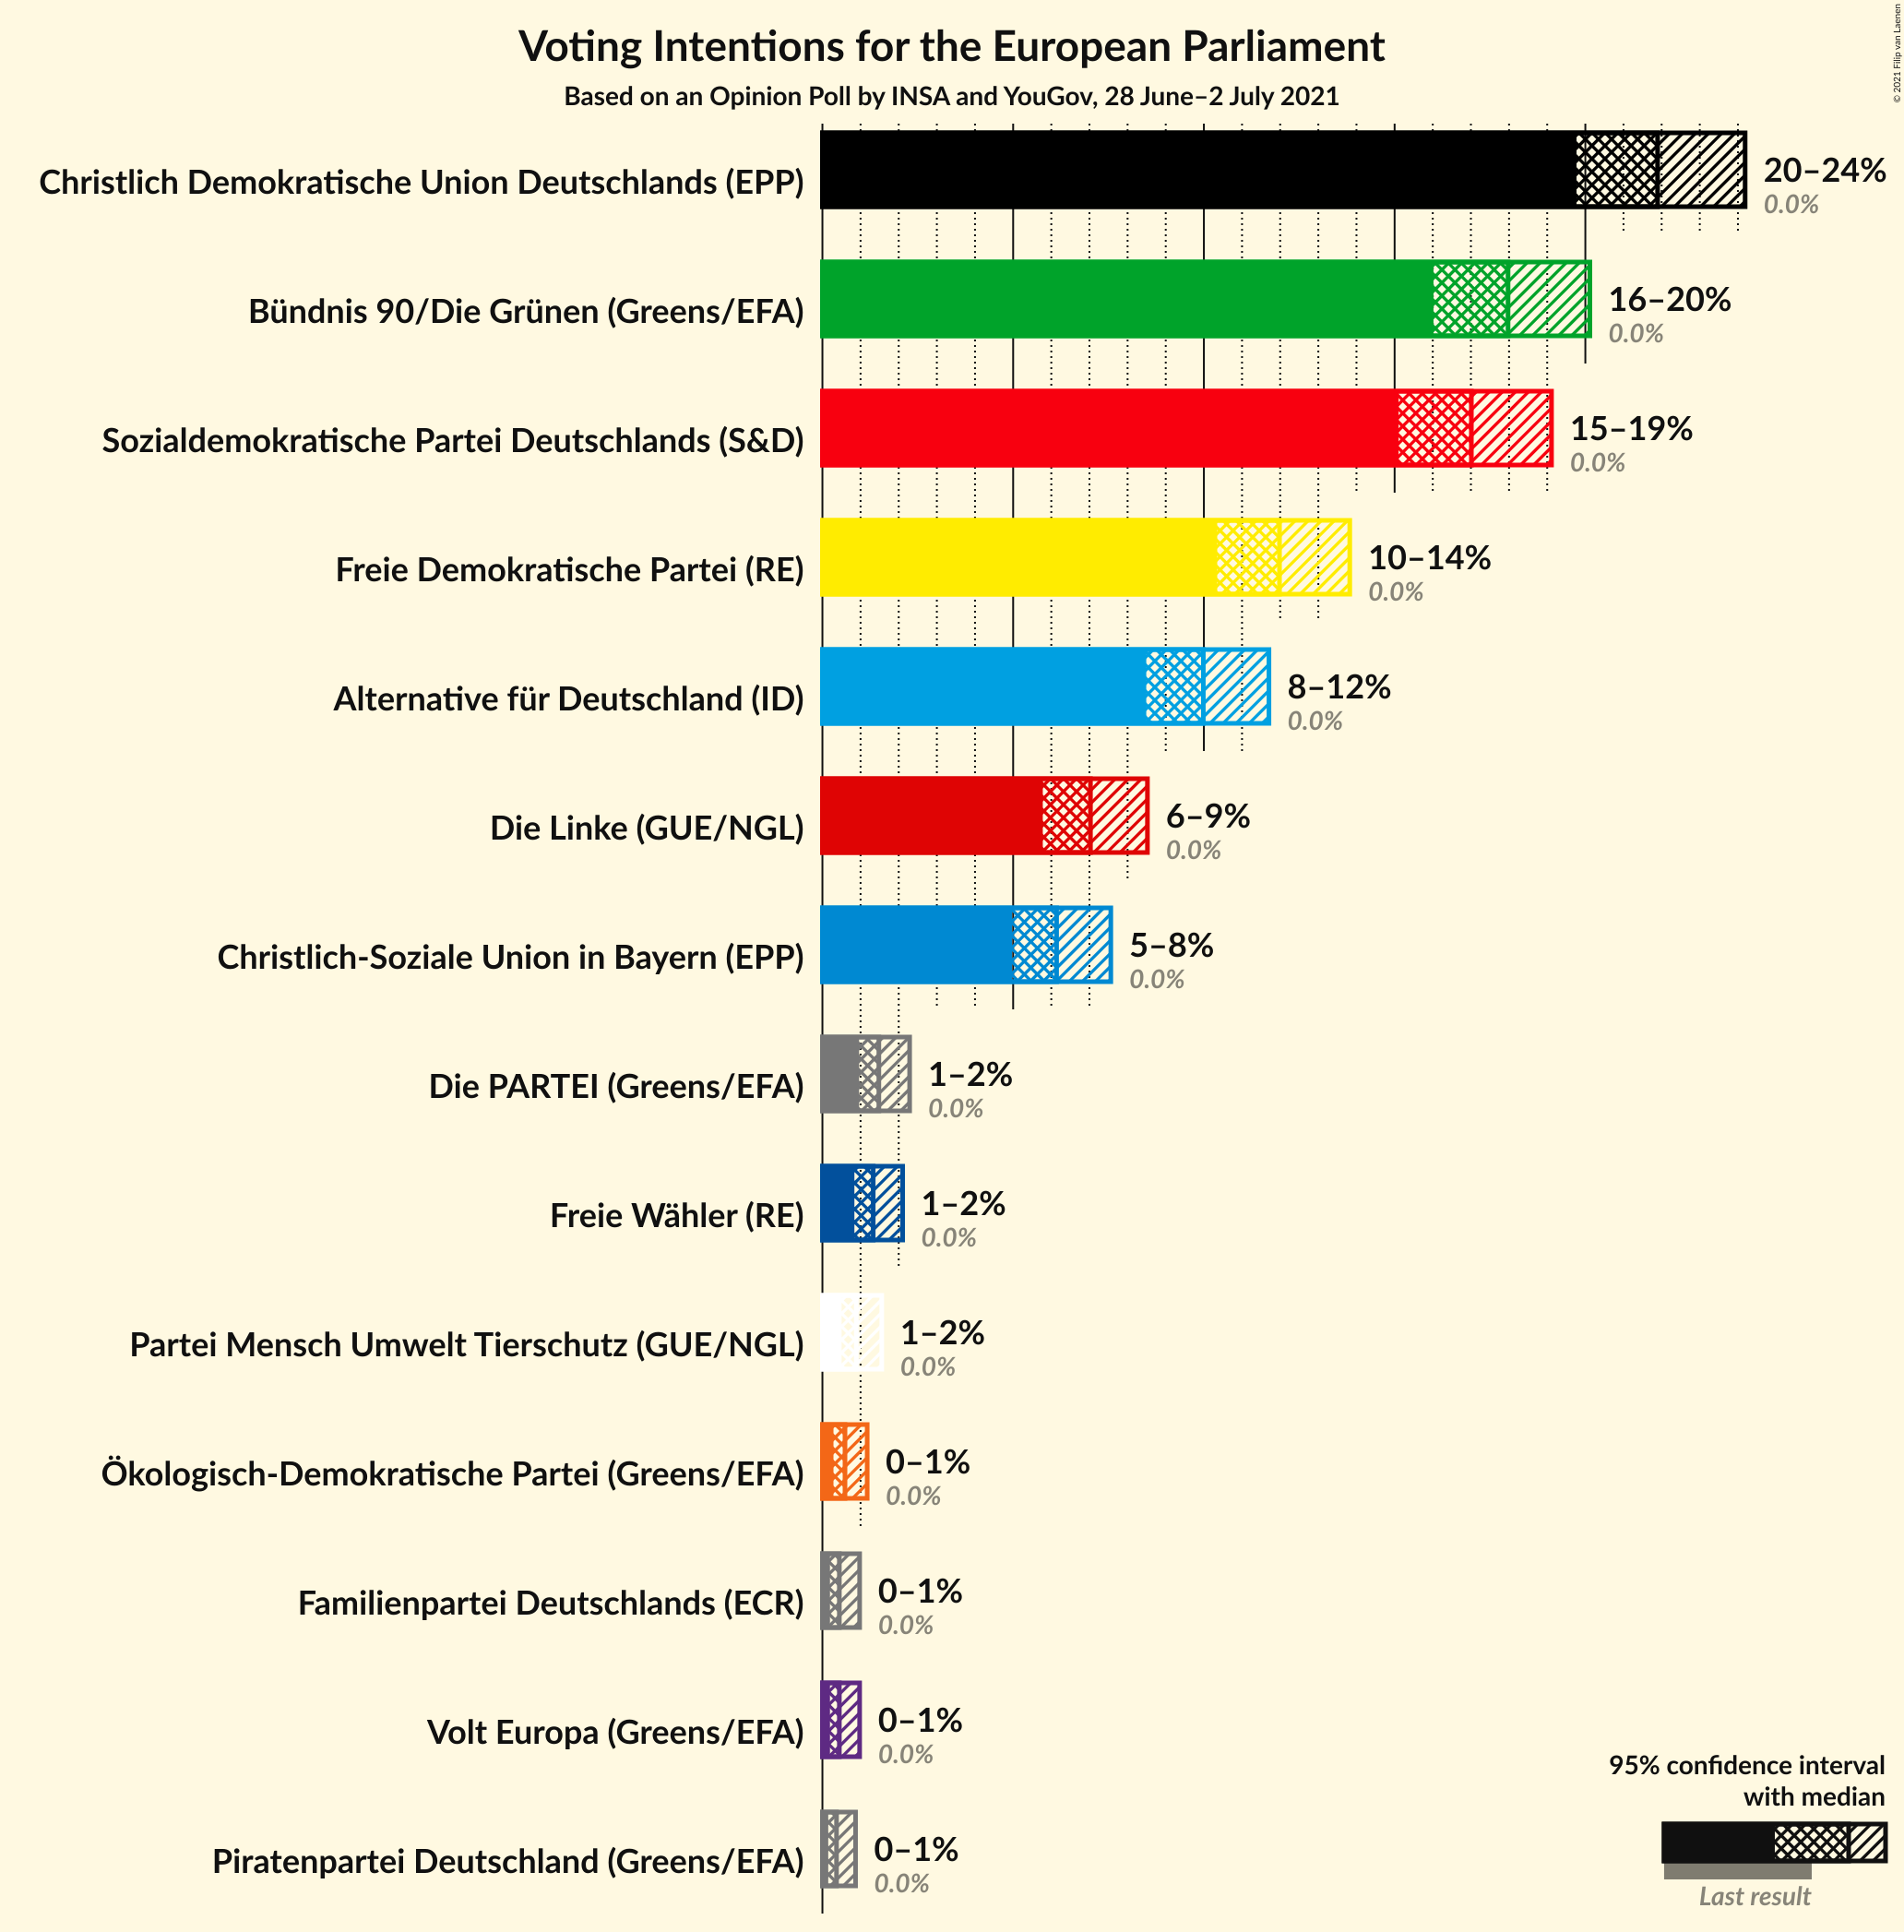 Voting Intentions for the European Parliament
Based on an Opinion Poll by INSA and YouGov, 28 June–2 July 2021
© 2021 Filip van Laenen
Christlich Demokratische Union Deutschlands (EPP)
20–24%
0.0%
Bündnis 90/Die Grünen (Greens/EFA)
16–20%
0.0%
Sozialdemokratische Partei Deutschlands (S&D)
15–19%
0.0%
Freie Demokratische Partei (RE)
10–14%
0.0%
Alternative für Deutschland (ID)
8–12%
0.0%
Die Linke (GUE/NGL)
6–9%
0.0%
Christlich-Soziale Union in Bayern (EPP)
5–8%
0.0%
Die PARTEI (Greens/EFA)
1–2%
0.0%
Freie Wähler (RE)
1–2%
0.0%
Partei Mensch Umwelt Tierschutz (GUE/NGL)
1–2%
0.0%
Ökologisch-Demokratische Partei (Greens/EFA)
0–1%
0.0%
Familienpartei Deutschlands (ECR)
0–1%
0.0%
Volt Europa (Greens/EFA)
0–1%
0.0%
Piratenpartei Deutschland (Greens/EFA)
0–1%
0.0%
95% confidence interval
with median
Last result